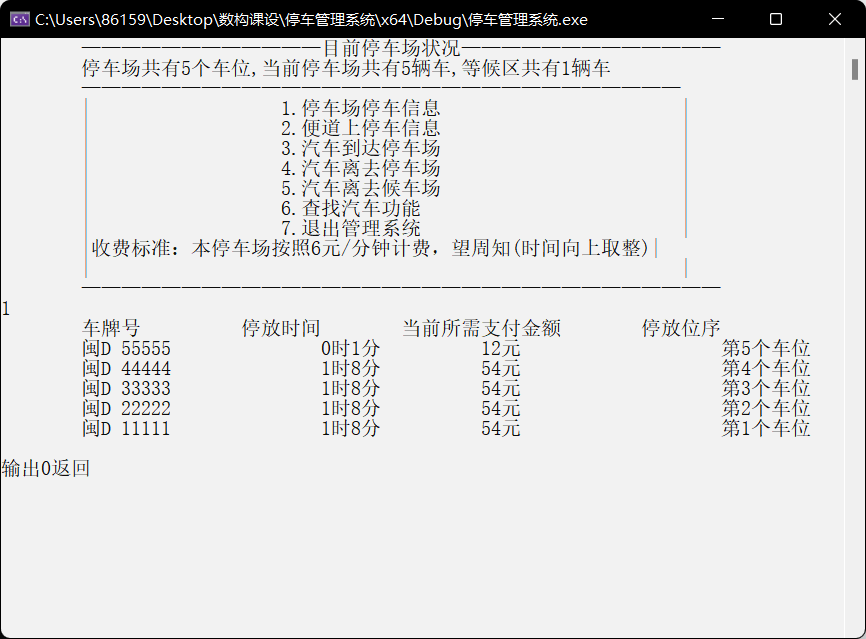 C:\Users\86159\Desktop\数构课设\停车管理系统\x64\Debug\停车管理系统.exe
————————————目前停车场状况—————————————
停车场共有5个车位,当前停车场共有5辆车,等候区共有1辆车
——————————————————————————————
1.停车场停车信息
2.便道上停车信息
3.汽车到达停车场
4.汽车离去停车场
5.汽车离去候车场
6.查找汽车功能
7.退出管理系统
收费标准：本停车场按照6元/分钟计费，望周知(时间向上取整)
————————————————————————————————
1
车牌号 停放时间 当前所需支付金额 停放位序
闽D 55555 0时1分 12元 第5个车位
闽D 44444 1时8分 54元 第4个车位
闽D 33333 1时8分 54元 第3个车位
闽D 22222 1时8分 54元 第2个车位
闽D 11111 1时8分 54元 第1个车位
输出0返回